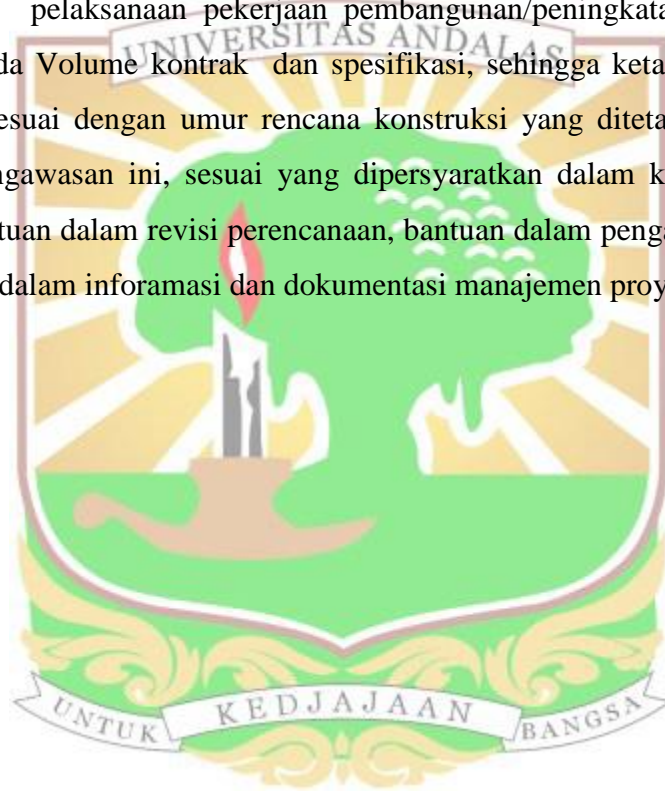 pelaksanaan pekerjaan pembangunan/peningkata
UNIVERSITAS ANDALAS
da Volume kontrak dan spesifikasi, sehingga keta
esuai dengan umur rencana konstruksi yang diteta
ngawasan ini, sesuai yang dipersyaratkan dalam k
tuan dalam revisi perencanaan, bantuan dalam penga
dalam inforamasi dan dokumentasi manajemen proy
UNTUK KEDJAJAAN BANGSA